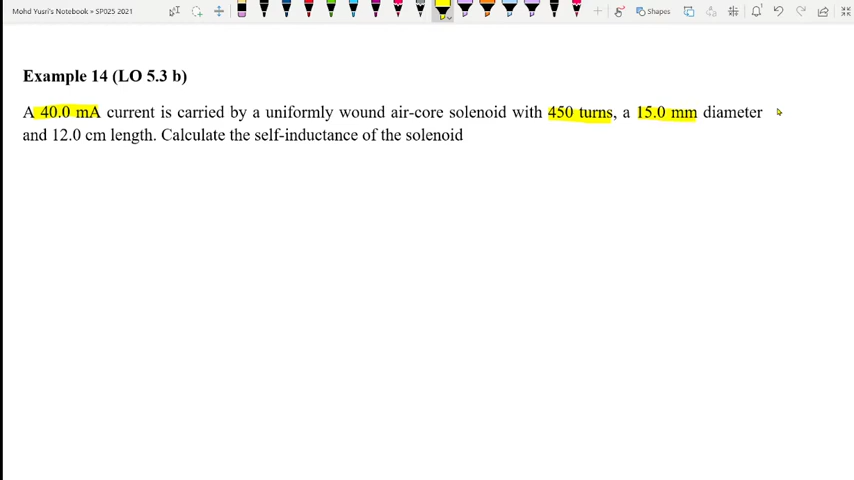 Mohd Yusri's Notebook » SP025 2021
Shapes
Example 14 (LO 5.3 b)
A 40.0 mA current is carried by a uniformly wound air-core solenoid with 450 turns, a 15.0 mm diameter
and 12.0 cm length. Calculate the self-inductance of the solenoid